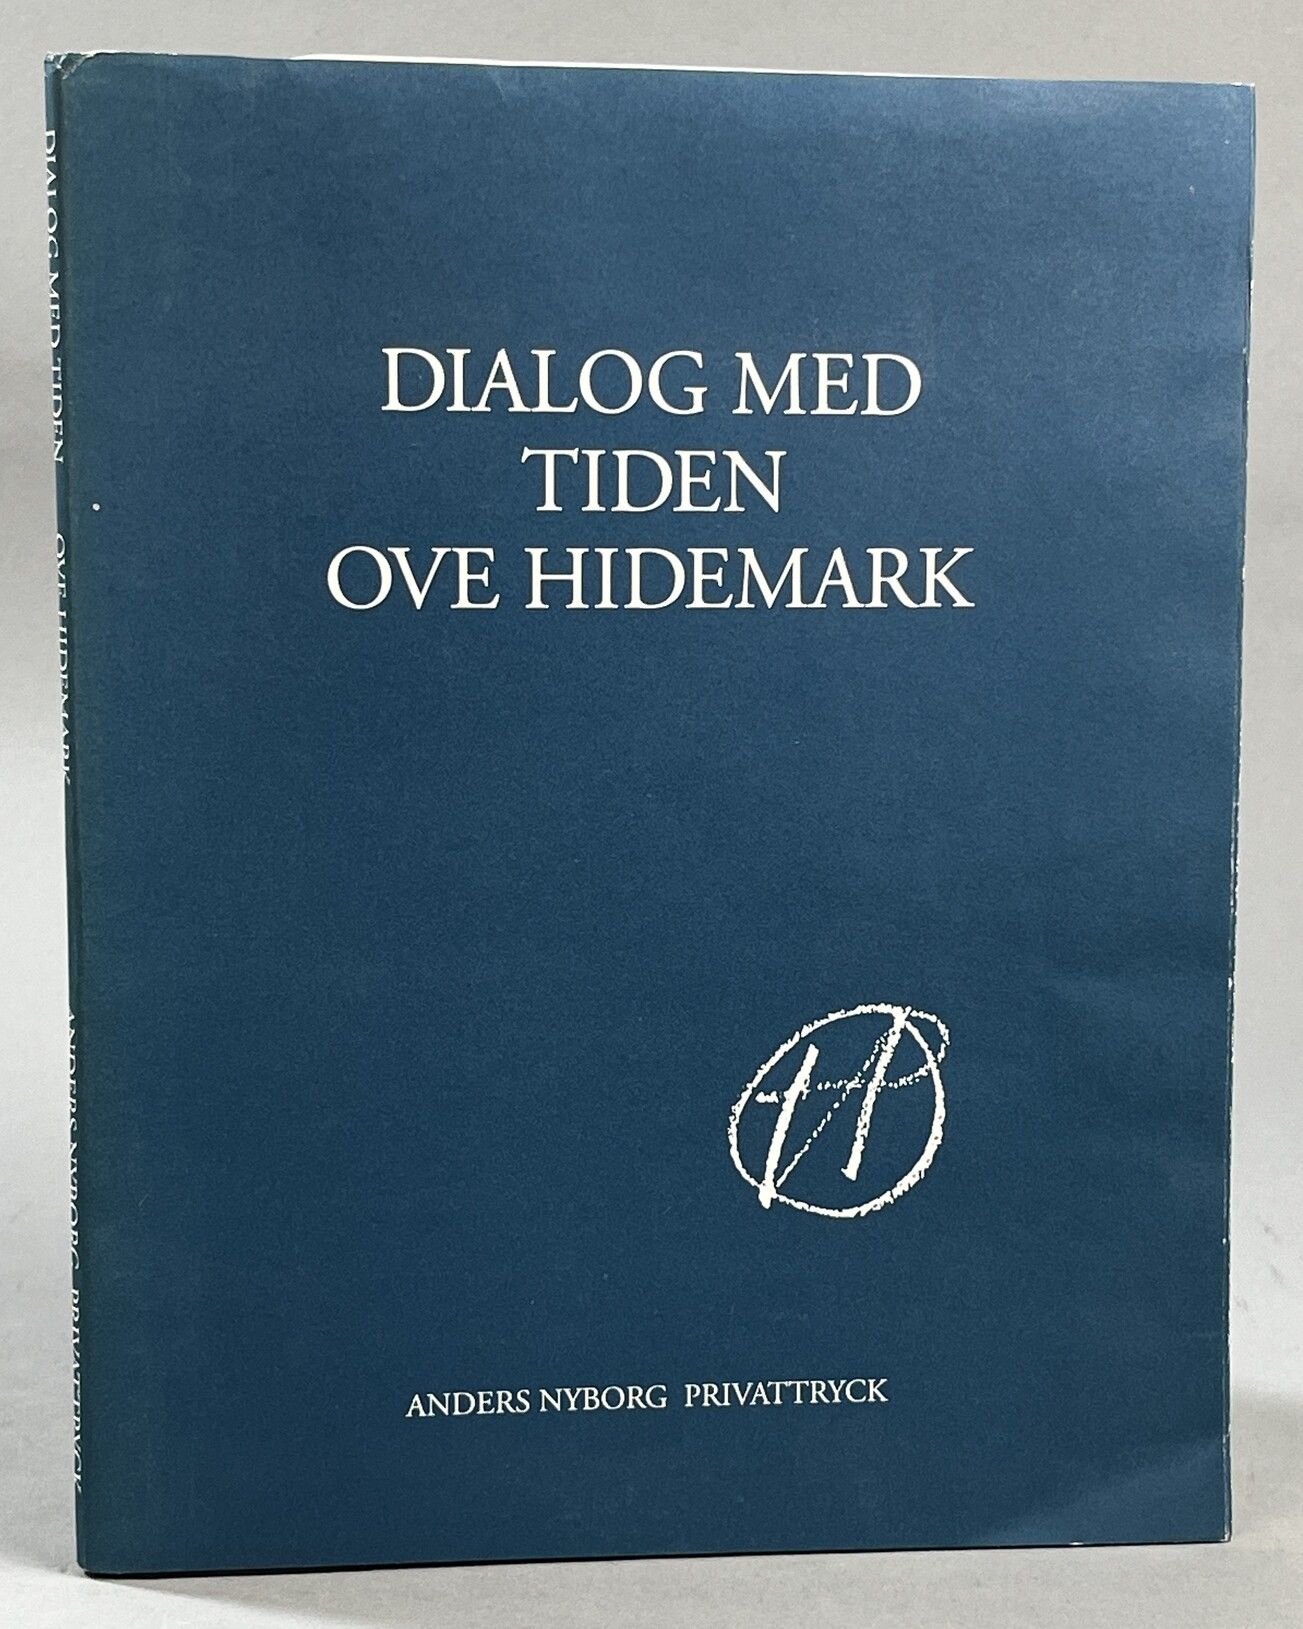 DIALOG MED
TIDEN
OVE HIDEMARK
ANDERS NYBORG PRIVATTRYCK
DIALOG MED TIDEN OVE HIDEMARK ANDERS NYBORG PRIVATTRYCK